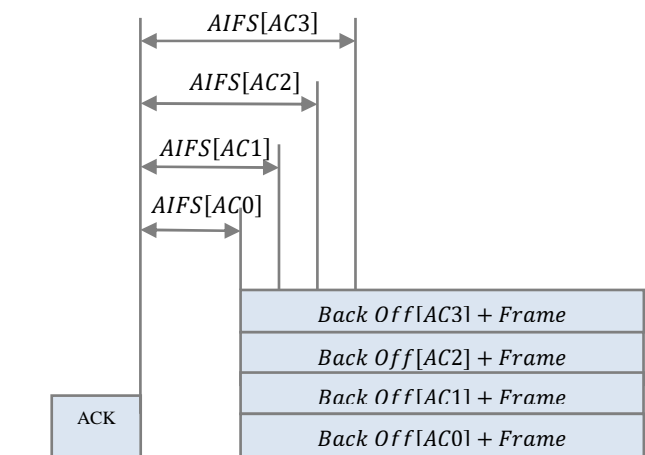 AIFS[AC3]
AIFS[AC2]
AIFS[AC1]
AIFS[AC0]
Back Off[AC3] + Frame
Back Off[AC2] + Frame
Back Off[AC1] + Frame
ACK
Back Off[AC0] + Frame